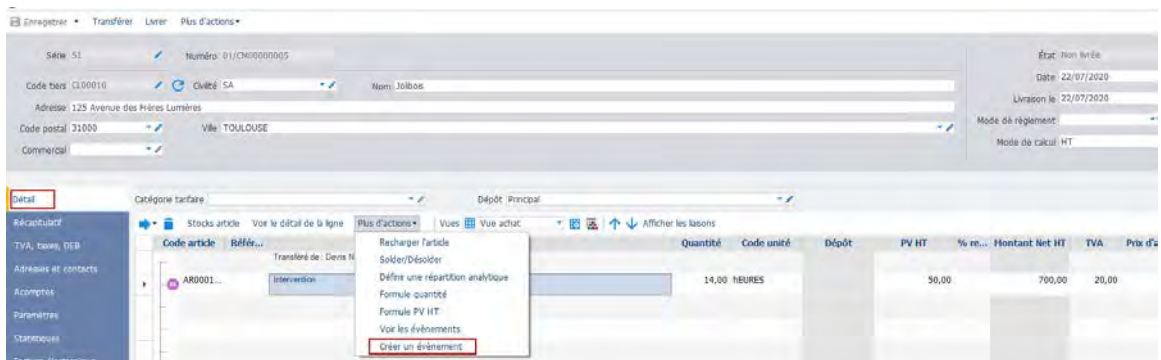 Enregistrer Transférer Livrer Plus d'actions
Série S1 Numéro 01/CM00000005 État Non livrée
Code tiers CL00010 Civilité SA Nom Jolibois Date 22/07/2020
Adresse 125 Avenue des Frères Lumières Livraison le 22/07/2020
Code postal 31000 Ville TOULOUSE Mode de règlement
Commercial Mode de calcul HT
Détail Catégorie tarifaire Dépôt Principal
Récapitulatif Stocks article Voir le détail de la ligne Plus d'actions Vues Vue achat Afficher les liaisons
TVA, taxes, DEB Code article Référ... Recharger l'article Quantité Code unité Dépôt PV HT % re... Montant Net HT TVA Prix d'a
Transféré de : Devis N Solder/Désolder
Adresses et contacts AR0001... Intervention Définir une répartition analytique 14,00 hEURES 50,00 700,00 20,00
Acomptes Formule quantité
Paramètres Formule PV HT
Statistiques Voir les évènements
Créer un évènement